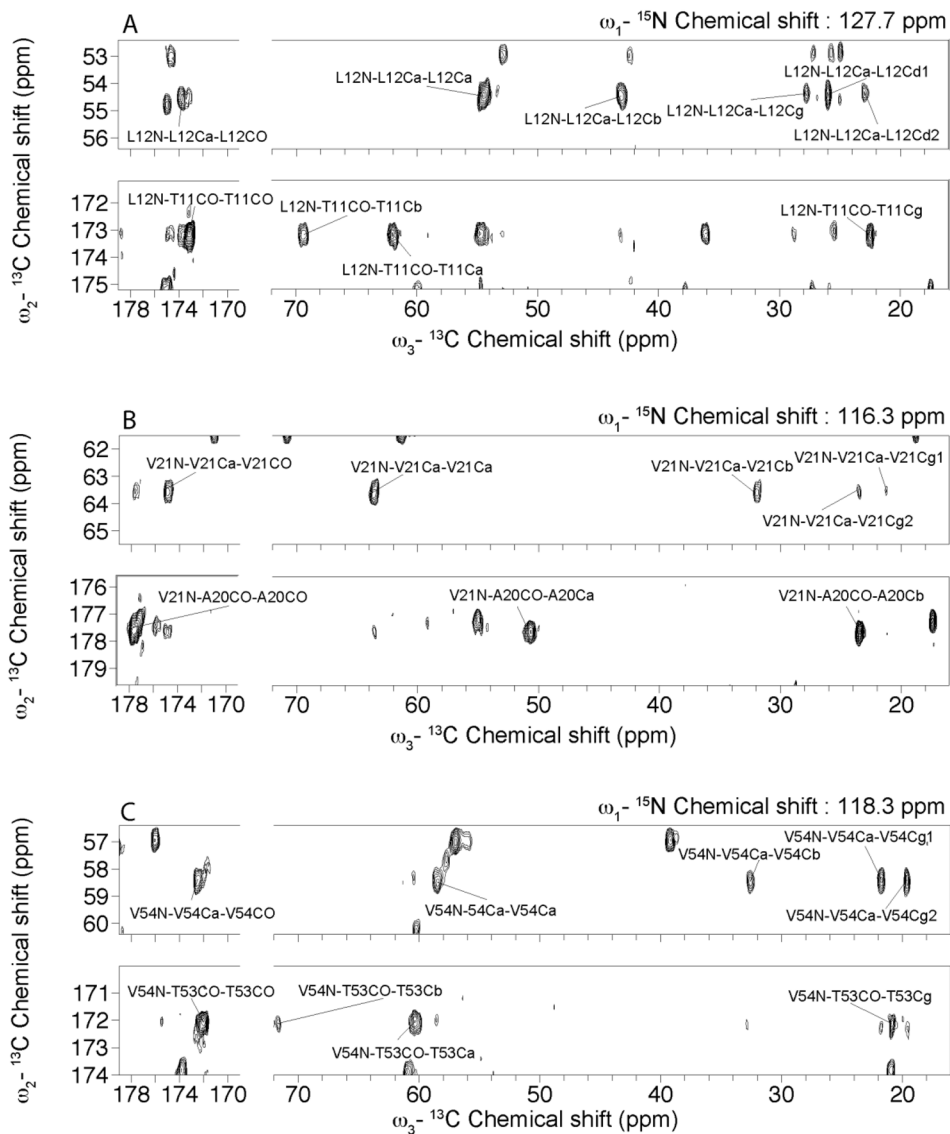 A
ω1- 15N Chemical shift : 127.7 ppm
ω2- 13C Chemical shift (ppm)
53
54
55
56
L12N-L12Ca-L12CO
L12N-L12Ca-L12Ca
L12N-L12Ca-L12Cb
L12N-L12Ca-L12Cg
L12N-L12Ca-L12Cd1
L12N-L12Ca-L12Cd2
172
173
174
175
L12N-T11CO-T11CO
L12N-T11CO-T11Cb
L12N-T11CO-T11Ca
L12N-T11CO-T11Cg
178 174 170 70 60 50 40 30 20
ω3- 13C Chemical shift (ppm)
B
ω1- 15N Chemical shift : 116.3 ppm
ω2- 13C Chemical shift (ppm)
62
63
64
65
V21N-V21Ca-V21CO
V21N-V21Ca-V21Ca
V21N-V21Ca-V21Cb
V21N-V21Ca-V21Cg1
V21N-V21Ca-V21Cg2
176
177
178
179
V21N-A20CO-A20CO
V21N-A20CO-A20Ca
V21N-A20CO-A20Cb
178 174 170 70 60 50 40 30 20
ω3- 13C Chemical shift (ppm)
C
ω1- 15N Chemical shift : 118.3 ppm
ω2- 13C Chemical shift (ppm)
57
58
59
60
V54N-V54Ca-V54CO
V54N-54Ca-V54Ca
V54N-V54Ca-V54Cb
V54N-V54Ca-V54Cg1
V54N-V54Ca-V54Cg2
171
172
173
174
V54N-T53CO-T53CO
V54N-T53CO-T53Cb
V54N-T53CO-T53Ca
V54N-T53CO-T53Cg
178 174 170 70 60 50 40 30 20
ω3- 13C Chemical shift (ppm)